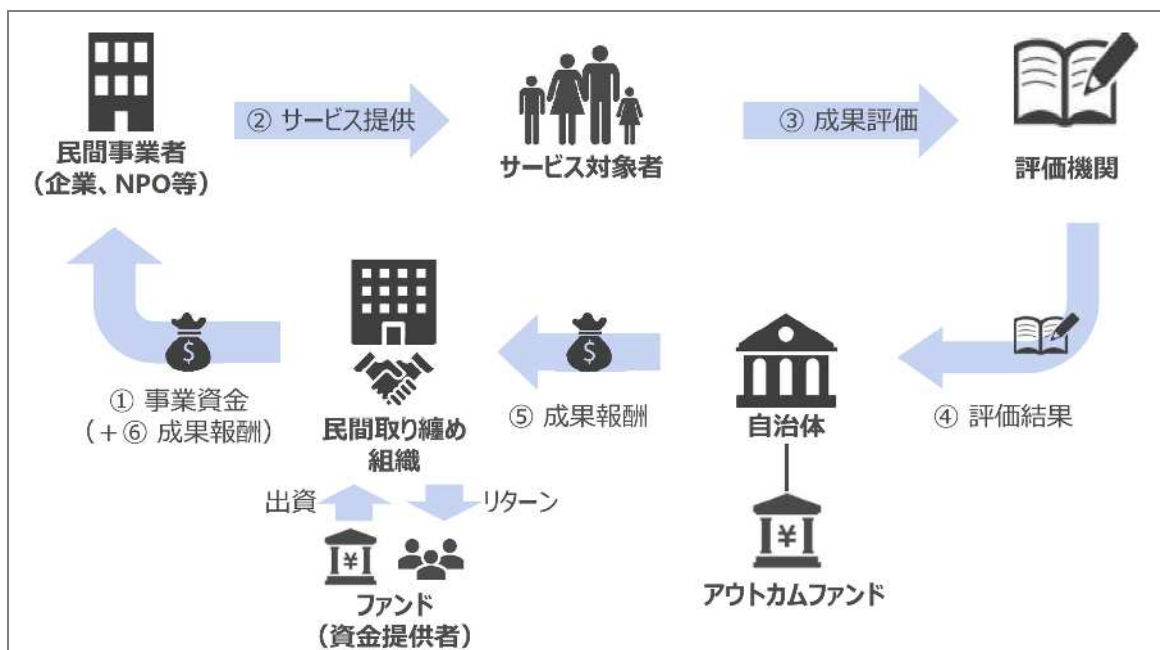 ② サービス提供
③ 成果評価
民間事業者
（企業、NPO等）
サービス対象者
評価機関
$
$
① 事業資金
（＋⑥ 成果報酬）
民間取り纏め
組織
⑤ 成果報酬
自治体
④ 評価結果
出資
リターン
¥
¥
ファンド
（資金提供者）
アウトカムファンド